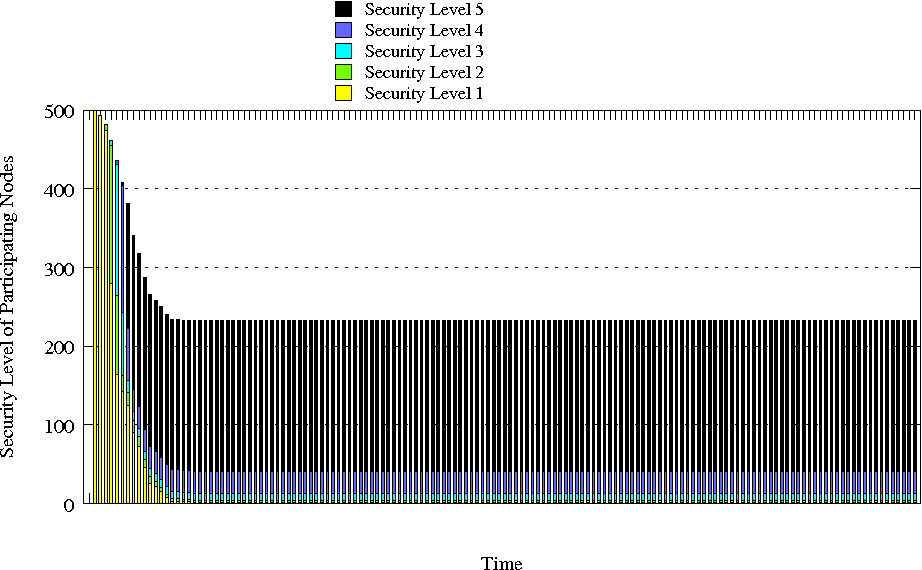 Security Level 5
Security Level 4
Security Level 3
Security Level 2
Security Level 1
500
400
300
200
100
0
Security Level of Participating Nodes
Time